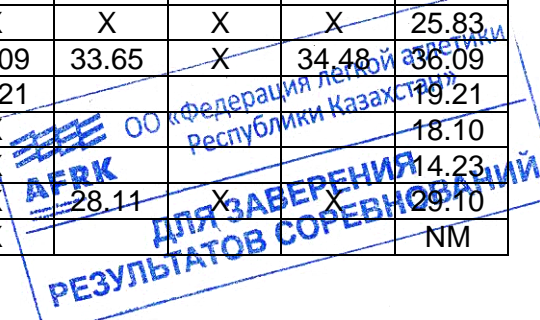 X X X X 25.83
09 33.65 X 34.48 36.09
21 19.21
18.10
14.23
28.11 X X 29.10
NM
ОО «Федерация легкой атлетики
Республики Казахстан»
AFRK
ДЛЯ ЗАВЕРЕНИЯ
РЕЗУЛЬТАТОВ СОРЕВНОВАНИЙ